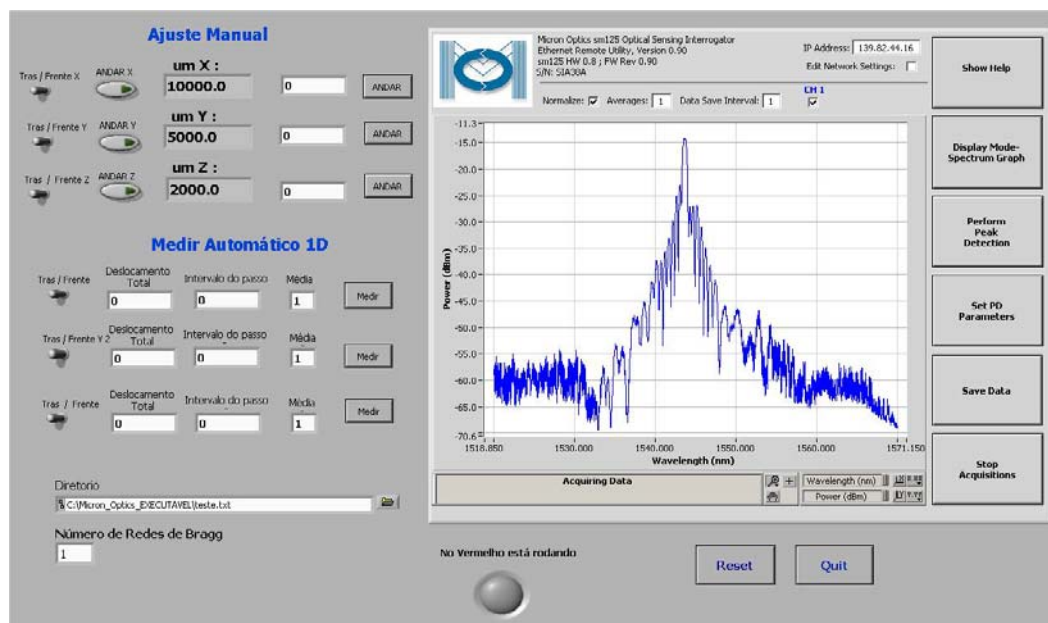 Ajuste Manual
um X :
Tras / Frente X
ANDAR X
10000.0
0
ANDAR
um Y :
Tras / Frente Y
ANDAR Y
5000.0
0
ANDAR
um Z :
Tras / Frente Z
ANDAR Z
2000.0
0
ANDAR
Medir Automático 1D
Tras / Frente
Deslocamento
Total
Intervalo do passo
Média
0
0
1
Medir
Tras / Frente Y 2
Deslocamento
Total
Intervalo do passo
Média
0
0
1
Medir
Tras / Frente
Deslocamento
Total
Intervalo do passo
Média
0
0
1
Medir
Diretorio
C:\Micron_Optics_EXECUTAVEL\teste.txt
Número de Redes de Bragg
1
Micron Optics sm125 Optical Sensing Interrogator
Ethernet Remote Utility, Version 0.90
sm125 HW 0.8 ; FW Rev 0.90
S/N: SIA30A
IP Address: 139.82.44.16
Edit Network Settings:
CH 1
Normalize: Averages: 1 Data Save Interval: 1
Power (dBm)
-11.3
-15.0
-20.0
-25.0
-30.0
-35.0
-40.0
-45.0
-50.0
-55.0
-60.0
-65.0
-70.6
1518.850 1530.000 1540.000 1550.000 1560.000 1571.150
Wavelength (nm)
Acquiring Data
Wavelength (nm)
Power (dBm)
Show Help
Display Mode-
Spectrum Graph
Perform
Peak
Detection
Set PD
Parameters
Save Data
Stop
Acquisitions
No Vermelho está rodando
Reset
Quit